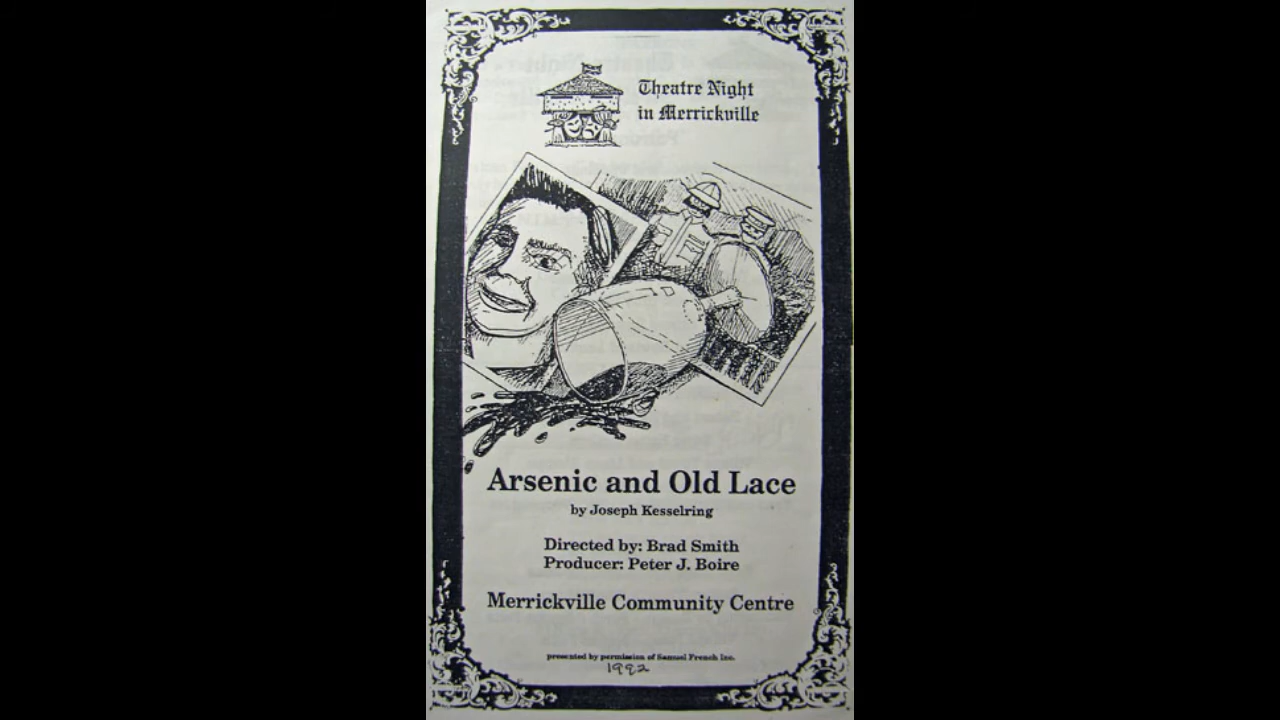 Theatre Night
in Merrickville
Arsenic and Old Lace
by Joseph Kesselring
Directed by: Brad Smith
Producer: Peter J. Boire
Merrickville Community Centre
presented by permission of Samuel French Inc.
1992